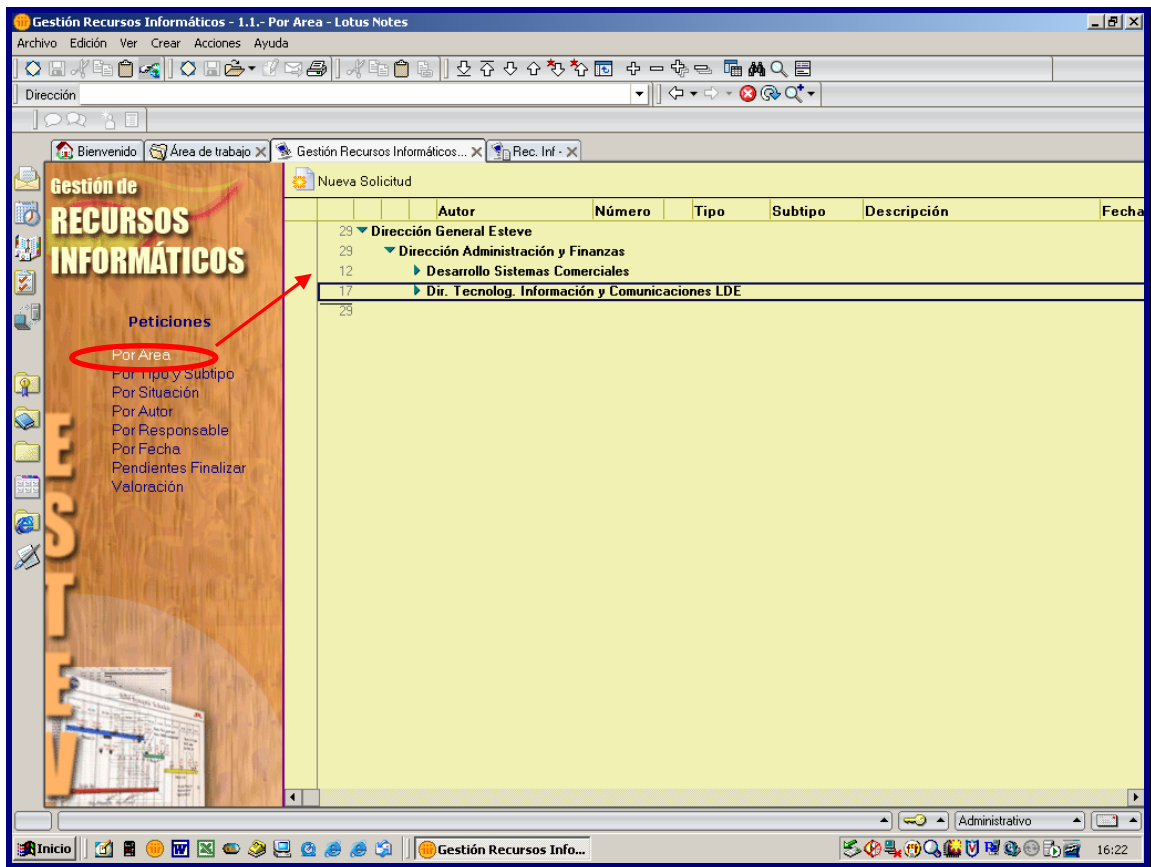 Gestión Recursos Informáticos - 1.1.- Por Area - Lotus Notes
Archivo Edición Ver Crear Acciones Ayuda
Dirección
Bienvenido Área de trabajo Gestión Recursos Informáticos... Rec. Inf -
Gestión de
RECURSOS
INFORMÁTICOS
Peticiones
Por Area
Por Tipo y Subtipo
Por Situación
Por Autor
Por Responsable
Por Fecha
Pendientes Finalizar
Valoración
ESTEV
Nueva Solicitud
Autor Número Tipo Subtipo Descripción Fecha
29 Dirección General Esteve
29 Dirección Administración y Finanzas
12 Desarrollo Sistemas Comerciales
17 Dir. Tecnolog. Información y Comunicaciones LDE
29
Administrativo
Inicio Gestión Recursos Info... 16:22